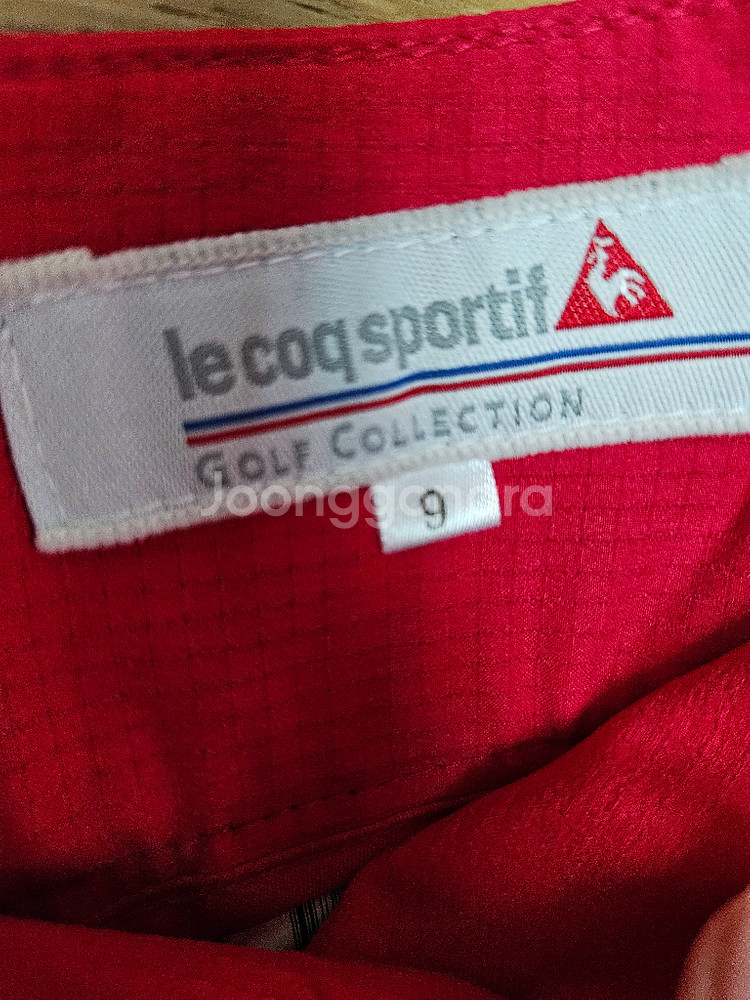 le coq sportif
GOLF COLLECTION
9
Joonggonara